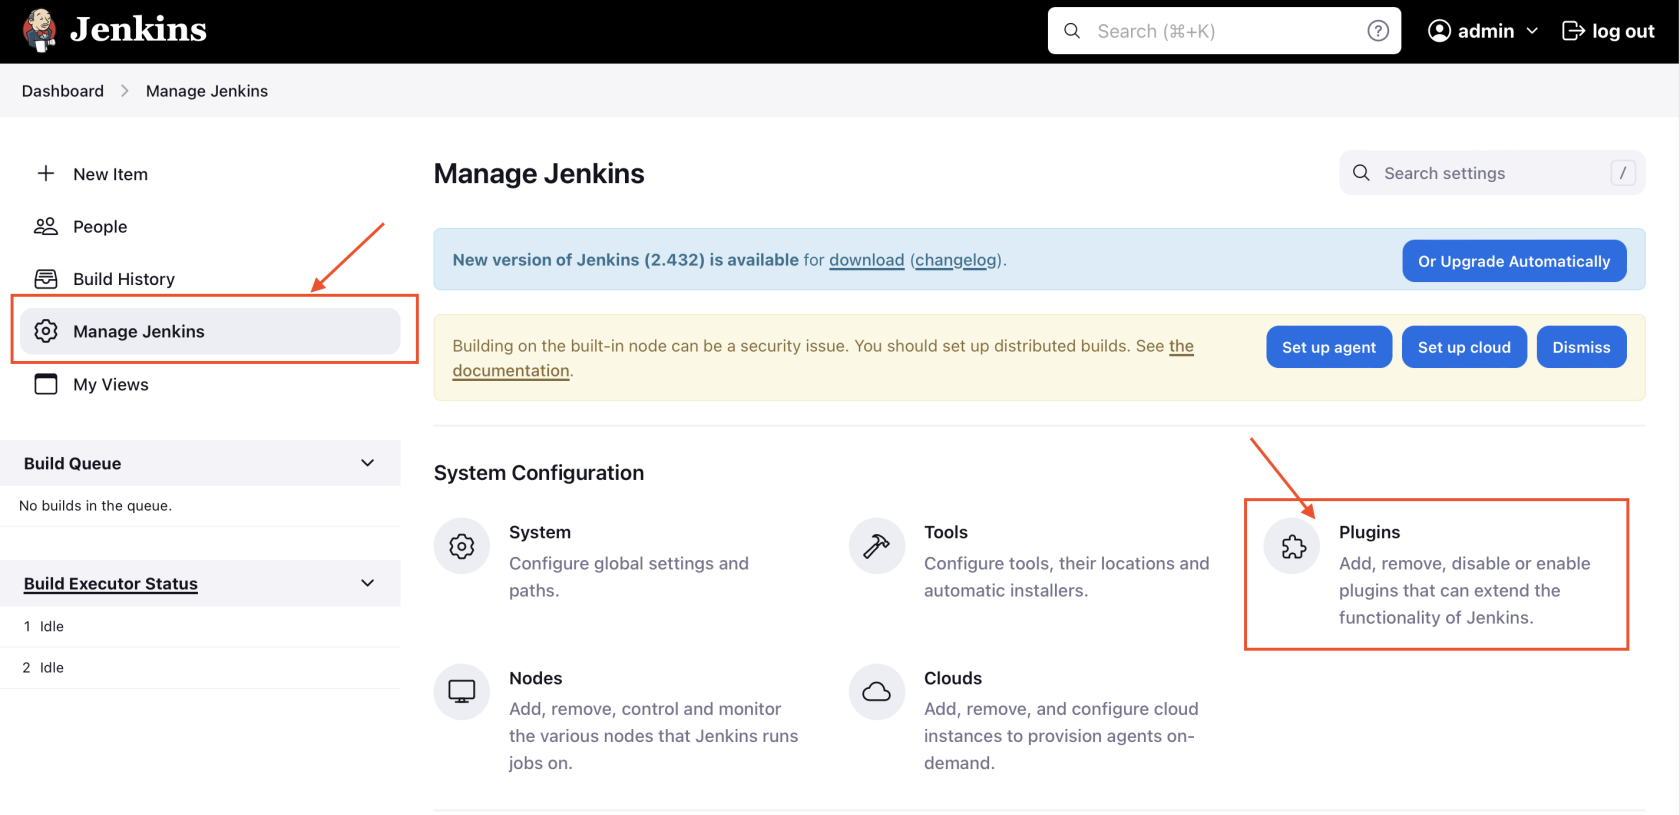 Jenkins
Search (⌘+K)
?
admin
log out
Dashboard
Manage Jenkins
New Item
People
Build History
Manage Jenkins
My Views
Build Queue
No builds in the queue.
Build Executor Status
1 Idle
2 Idle
Manage Jenkins
Search settings
/
New version of Jenkins (2.432) is available for download (changelog).
Or Upgrade Automatically
Building on the built-in node can be a security issue. You should set up distributed builds. See the
documentation.
Set up agent
Set up cloud
Dismiss
System Configuration
System
Configure global settings and
paths.
Tools
Configure tools, their locations and
automatic installers.
Plugins
Add, remove, disable or enable
plugins that can extend the
functionality of Jenkins.
Nodes
Add, remove, control and monitor
the various nodes that Jenkins runs
jobs on.
Clouds
Add, remove, and configure cloud
instances to provision agents on-
demand.